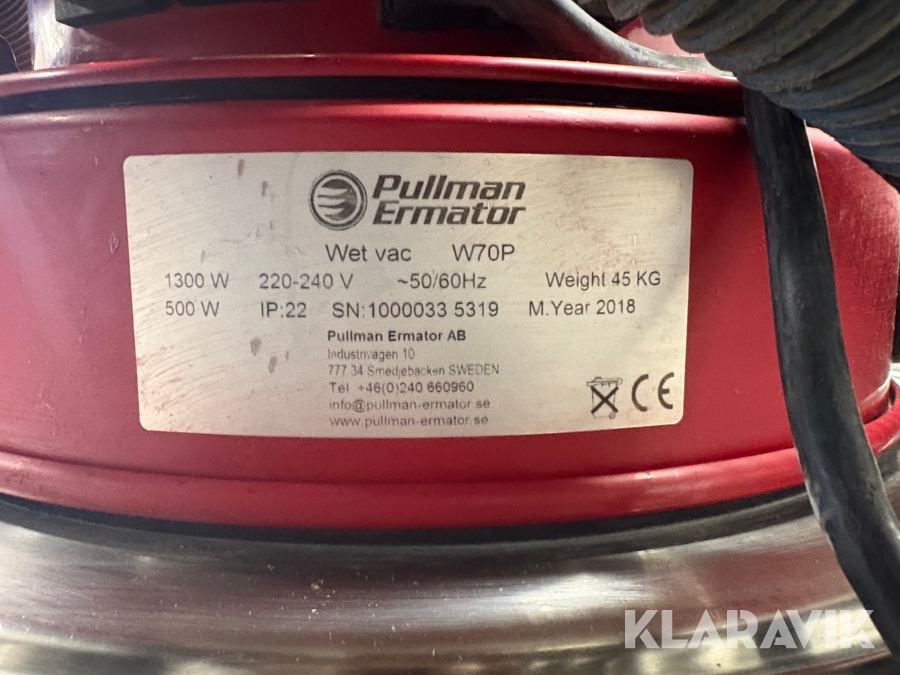 Pullman
Ermator
Wet vac W70P
1300 W 220-240 V ~50/60Hz Weight 45 KG
500 W IP:22 SN:1000033 5319 M.Year 2018
Pullman Ermator AB
Industrivägen 10
777 34 Smedjebacken SWEDEN
Tel +46(0)240 660960
info@pullman-ermator.se
www.pullman-ermator.se
CE
KLARAVIK